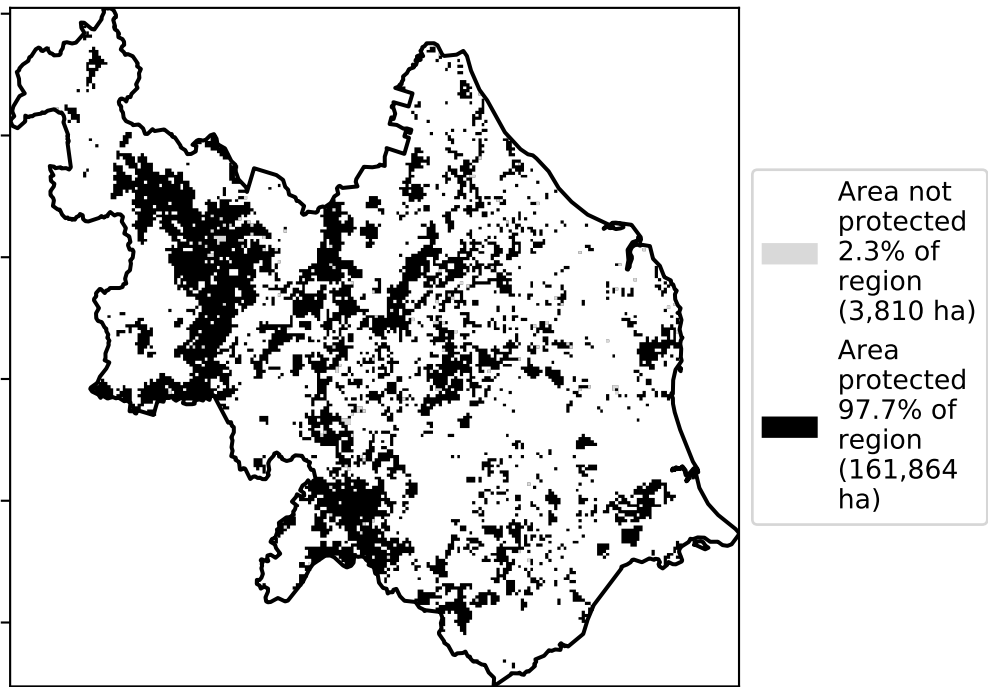 Area not
protected
2.3% of
region
(3,810 ha)
Area
protected
97.7% of
region
(161,864
ha)